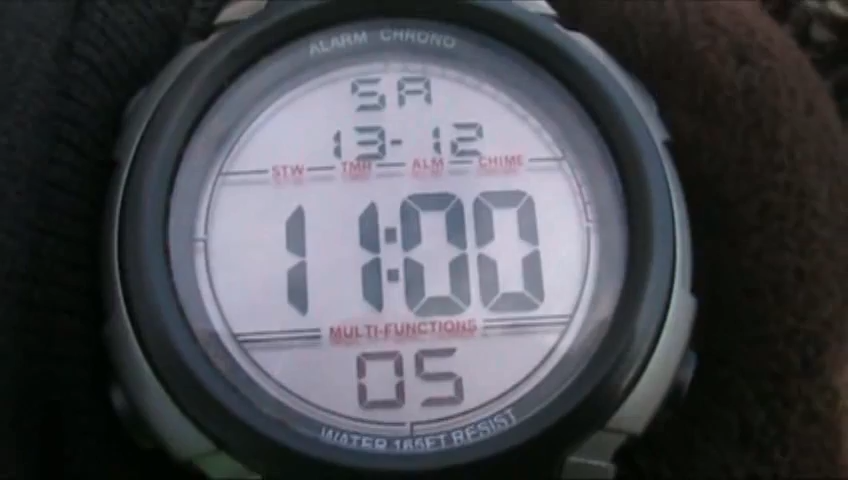 ALARM CHRONO
SA
13-12
STW TMR ALM CHIME
11:00
MULTI-FUNCTIONS
05
WATER 165FT RESIST